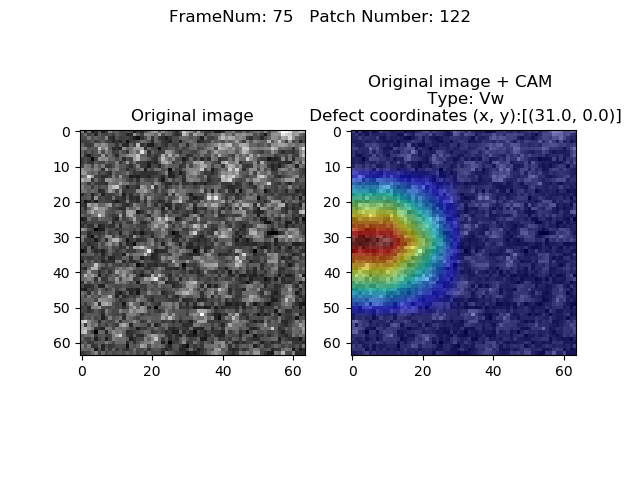 FrameNum: 75   Patch Number: 122
Original image
Original image + CAM
Type: Vw
Defect coordinates (x, y):[(31.0, 0.0)]
0
10
20
30
40
50
60
0 20 40 60
0
10
20
30
40
50
60
0 20 40 60